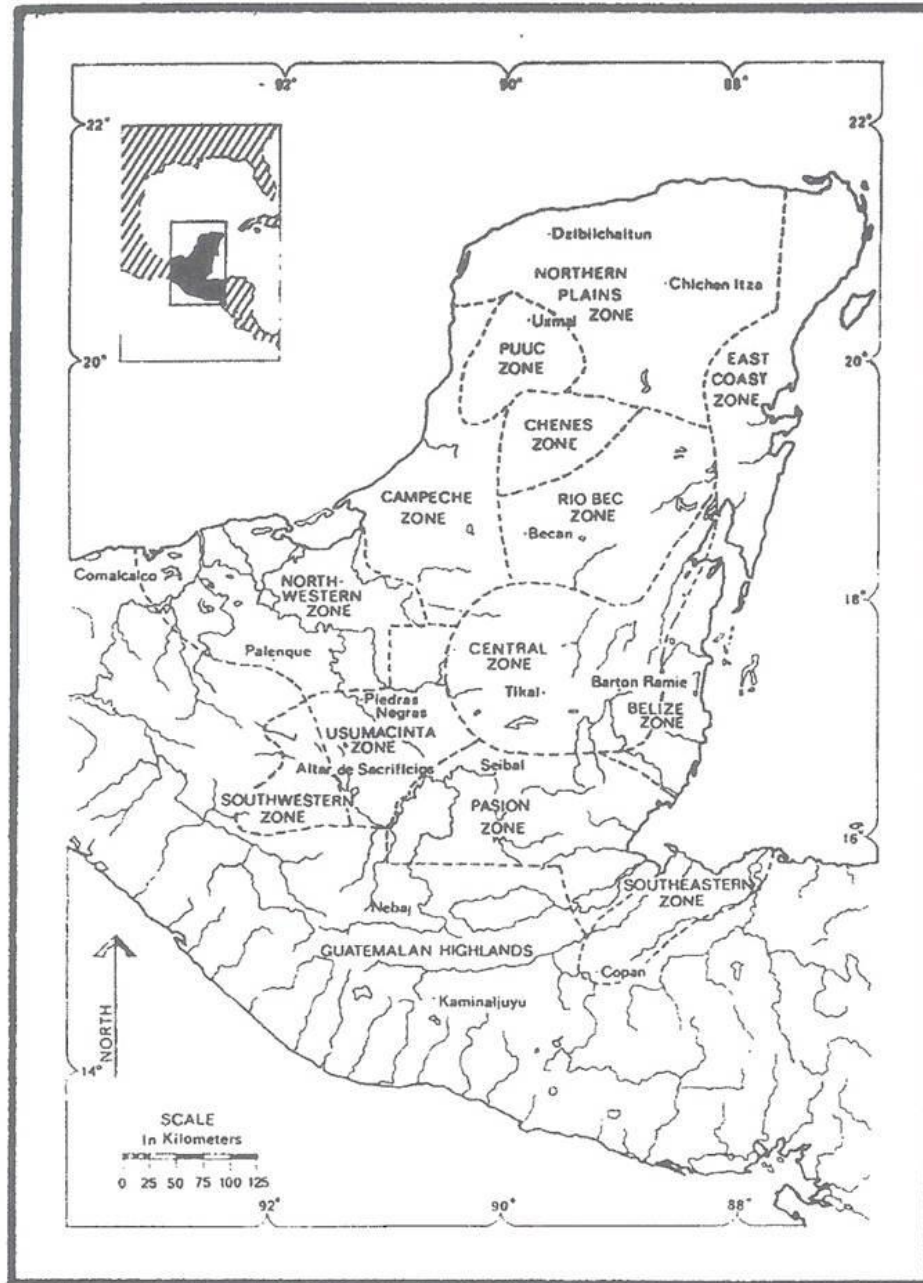 92°
90°
88°
22°
22°
Dzibilchaltun
NORTHERN
PLAINS
ZONE
Chichen Itza
Uxmal
PUUC
ZONE
20°
20°
EAST
COAST
ZONE
CHENES
ZONE
CAMPECHE
ZONE
RIO BEC
ZONE
Becan
Comalcalco
NORTH-
WESTERN
ZONE
18°
18°
Palenque
CENTRAL
ZONE
Tikal
Barton Ramie
BELIZE
ZONE
Piedras
Negras
USUMACINTA
ZONE
Altar de Sacrificios
Seibal
SOUTHWESTERN
ZONE
PASION
ZONE
16°
SOUTHEASTERN
ZONE
Nebaj
GUATEMALAN HIGHLANDS
Copan
Kaminaljuyu
NORTH
14°
SCALE
In Kilometers
0 25 50 75 100 125
92°
90°
88°